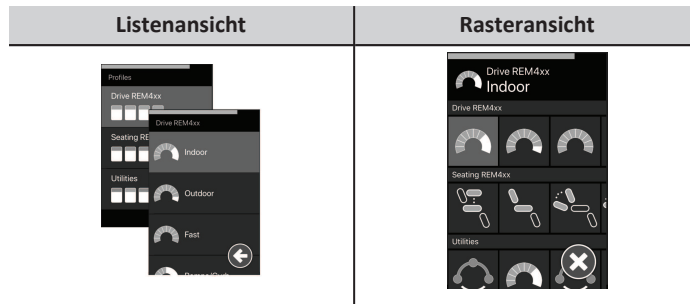 Listenansicht
Rasteransicht
Profiles
Drive REM4xx
Seating RE
Utilities
Drive REM4xx
Indoor
Outdoor
Fast
Drive REM4xx
Indoor
Drive REM4xx
Seating REM4xx
Utilities